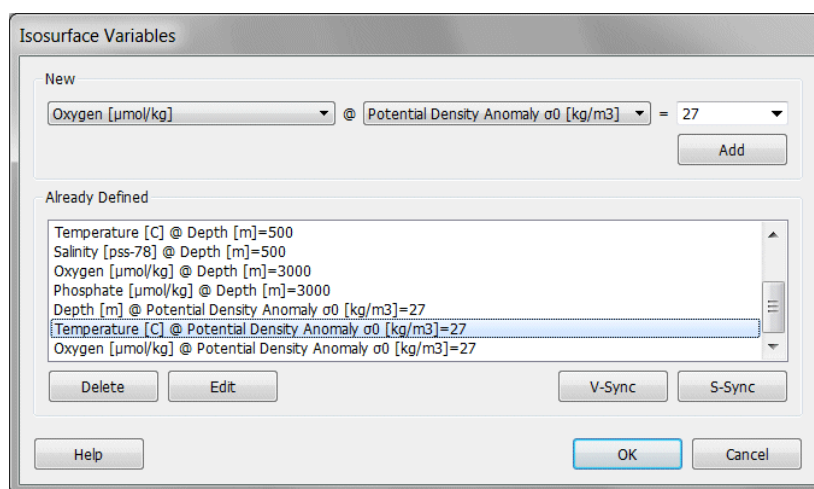 Isosurface Variables
New
Oxygen [µmol/kg] @ Potential Density Anomaly σ0 [kg/m3] = 27
Add
Already Defined
Temperature [C] @ Depth [m]=500
Salinity [pss-78] @ Depth [m]=500
Oxygen [µmol/kg] @ Depth [m]=3000
Phosphate [µmol/kg] @ Depth [m]=3000
Depth [m] @ Potential Density Anomaly σ0 [kg/m3]=27
Temperature [C] @ Potential Density Anomaly σ0 [kg/m3]=27
Oxygen [µmol/kg] @ Potential Density Anomaly σ0 [kg/m3]=27
Delete Edit V-Sync S-Sync
Help OK Cancel